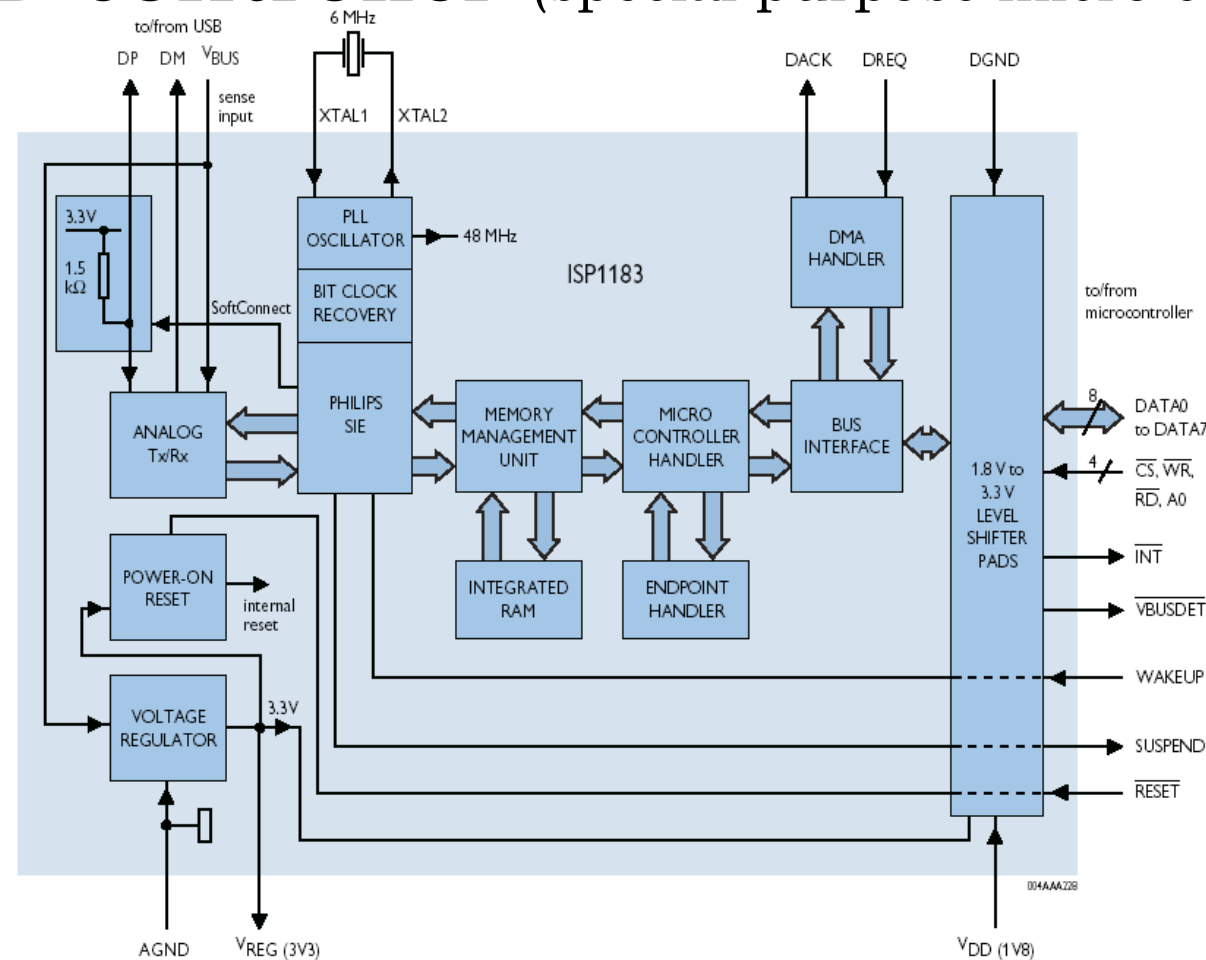 (special purpose micro
to/from USB
DP DM VBUS
sense
input
6 MHz
XTAL1 XTAL2
DACK DREQ DGND
3.3V
1.5
kΩ
SoftConnect
PLL
OSCILLATOR
48 MHz
BIT CLOCK
RECOVERY
PHILIPS
SIE
ISP1183
DMA
HANDLER
to/from
microcontroller
ANALOG
Tx/Rx
MEMORY
MANAGEMENT
UNIT
MICRO
CONTROLLER
HANDLER
BUS
INTERFACE
1.8 V to
3.3 V
LEVEL
SHIFTER
PADS
8
DATA0
to DATA7
4
CS, WR,
RD, A0
INT
VBUSDET
WAKEUP
SUSPEND
RESET
POWER-ON
RESET
internal
reset
INTEGRATED
RAM
ENDPOINT
HANDLER
VOLTAGE
REGULATOR
3.3V
004AAA228
AGND
VREG (3V3)
VDD (1V8)